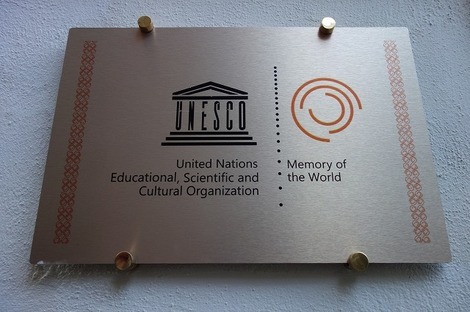 UNESCO
United Nations
Educational, Scientific and
Cultural Organization
Memory of
the World